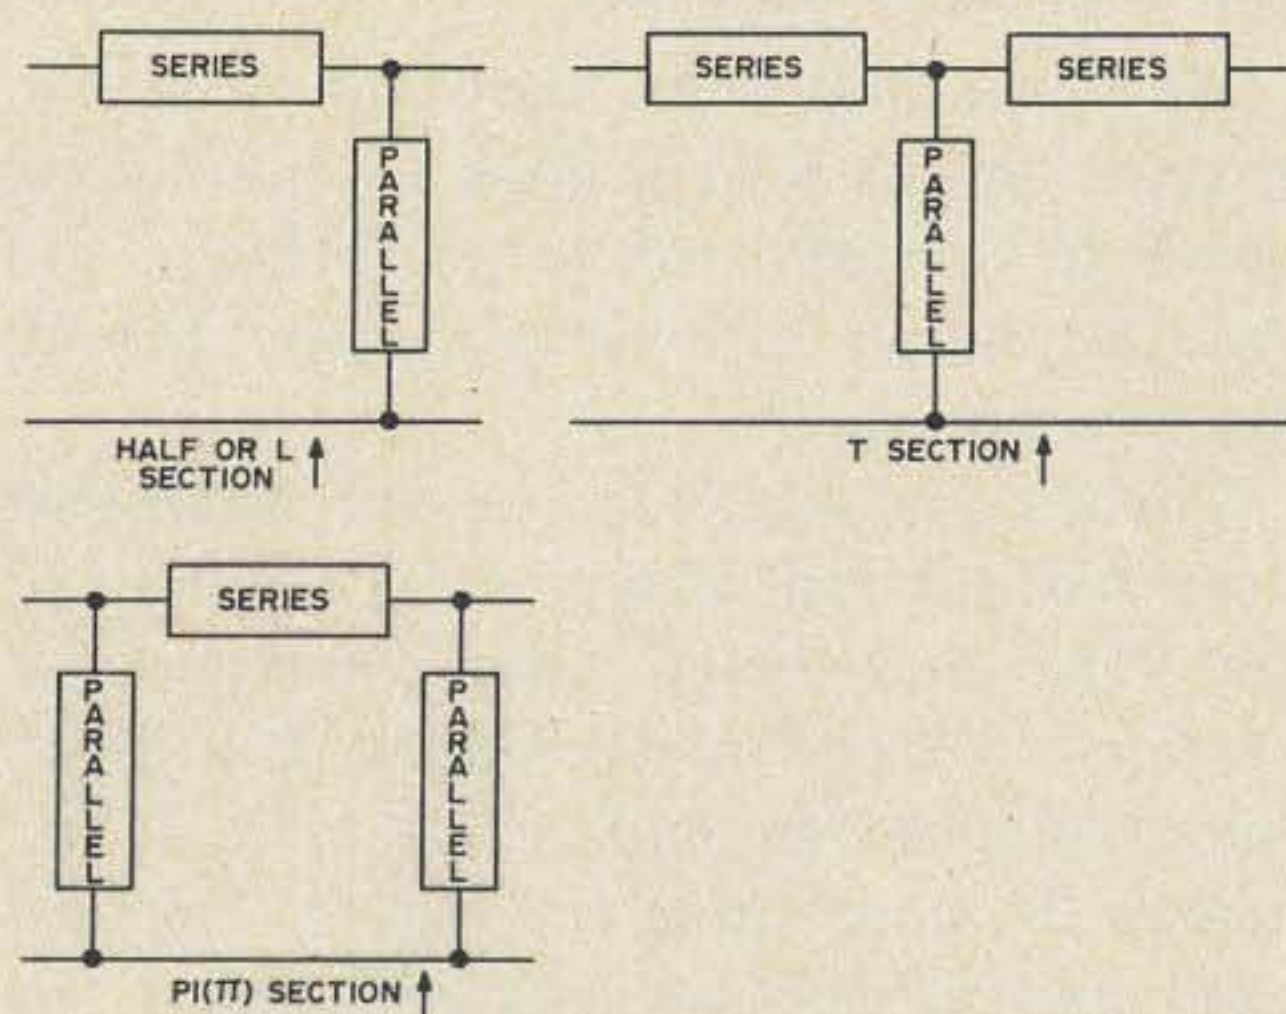 SERIES
PARALLEL
HALF OR L
SECTION
SERIES
SERIES
PARALLEL
T SECTION
SERIES
PARALLEL
PARALLEL
PI(π) SECTION